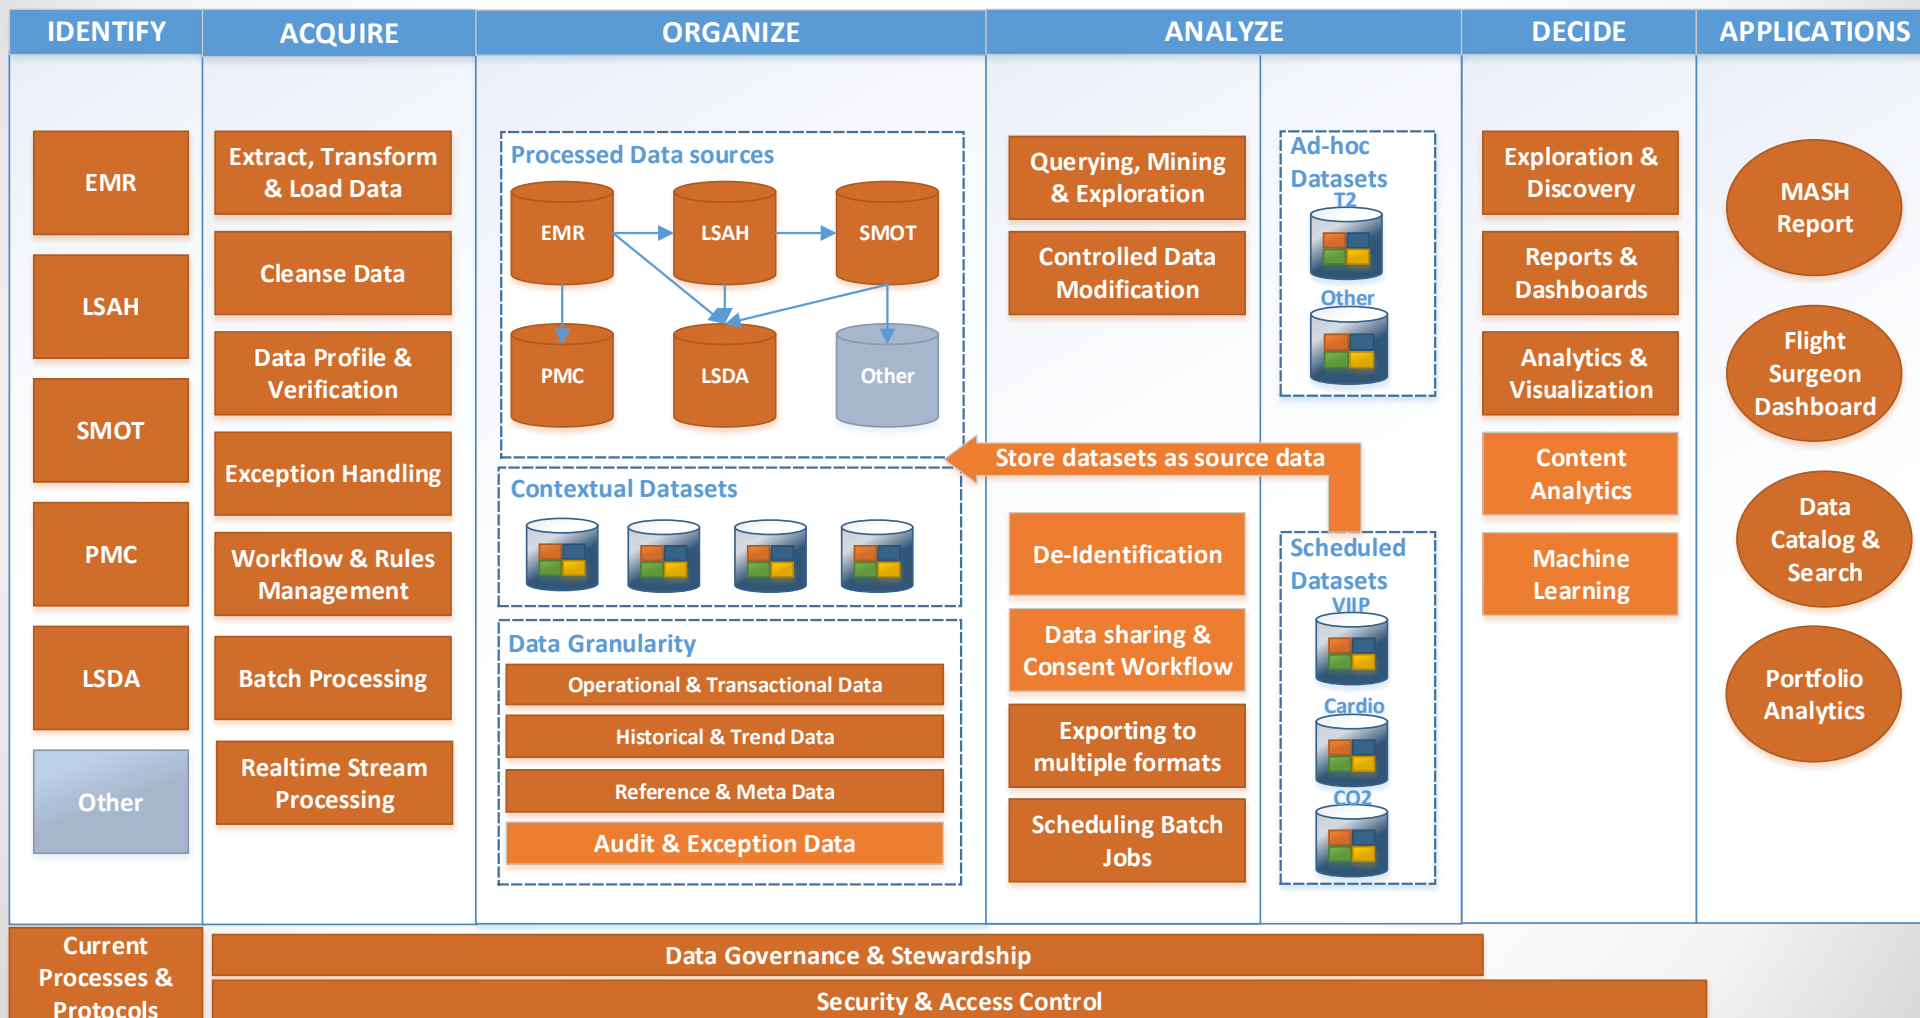 IDENTIFY
ACQUIRE
ORGANIZE
ANALYZE
DECIDE
APPLICATIONS
EMR
LSAH
SMOT
PMC
LSDA
Other
Extract, Transform
& Load Data
Cleanse Data
Data Profile &
Verification
Exception Handling
Workflow & Rules
Management
Batch Processing
Realtime Stream
Processing
Processed Data sources
EMR
LSAH
SMOT
PMC
LSDA
Other
Contextual Datasets
Data Granularity
Operational & Transactional Data
Historical & Trend Data
Reference & Meta Data
Audit & Exception Data
Querying, Mining
& Exploration
Controlled Data
Modification
Store datasets as source data
De-Identification
Data sharing &
Consent Workflow
Exporting to
multiple formats
Scheduling Batch
Jobs
Ad-hoc
Datasets
T2
Other
Scheduled
Datasets
VIIP
Cardio
CO2
Exploration &
Discovery
Reports &
Dashboards
Analytics &
Visualization
Content
Analytics
Machine
Learning
MASH
Report
Flight
Surgeon
Dashboard
Data
Catalog &
Search
Portfolio
Analytics
Current
Processes &
Protocols
Data Governance & Stewardship
Security & Access Control